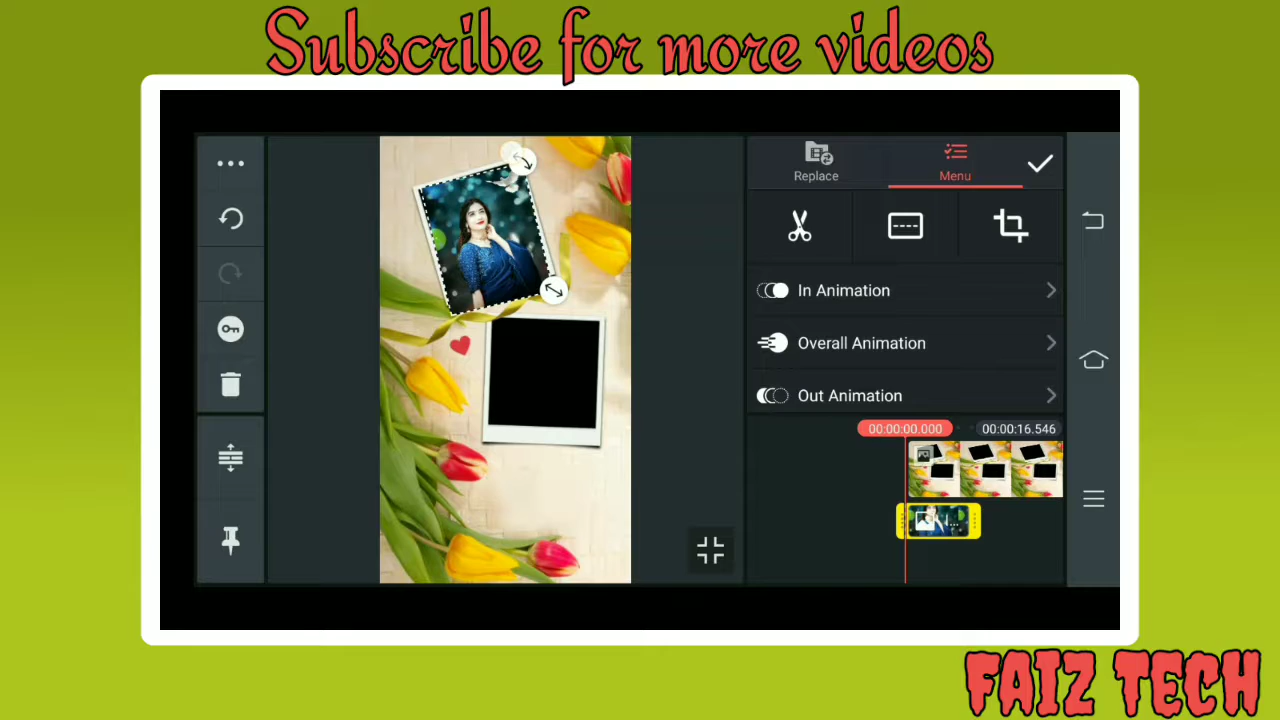 Subscribe for more videos
Replace
Menu
In Animation
Overall Animation
Out Animation
00:00:00.000
00:00:16.546
FAIZ TECH